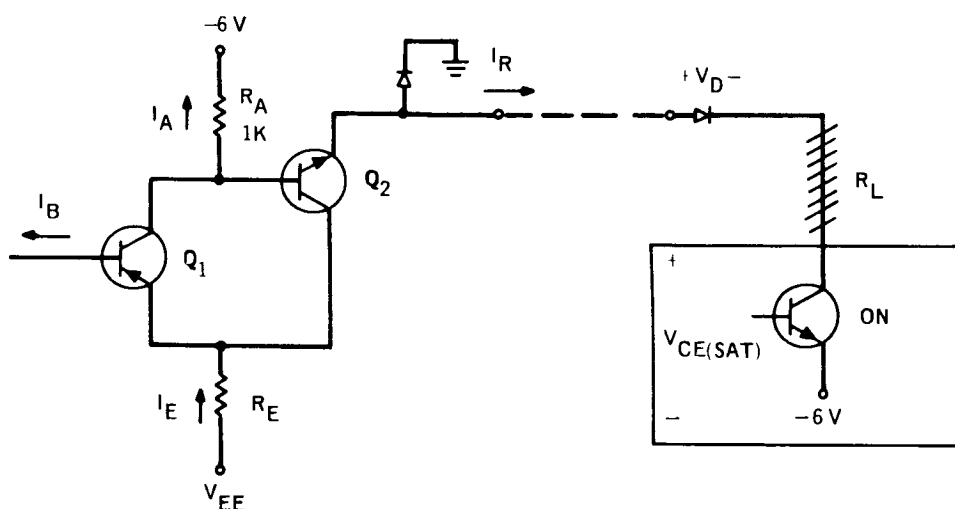 −6 V
I_A
R_A
1K
I_R
+ V_D −
Q_2
I_B
Q_1
R_L
+
ON
V_CE(SAT)
−6 V
−
I_E
R_E
V_EE